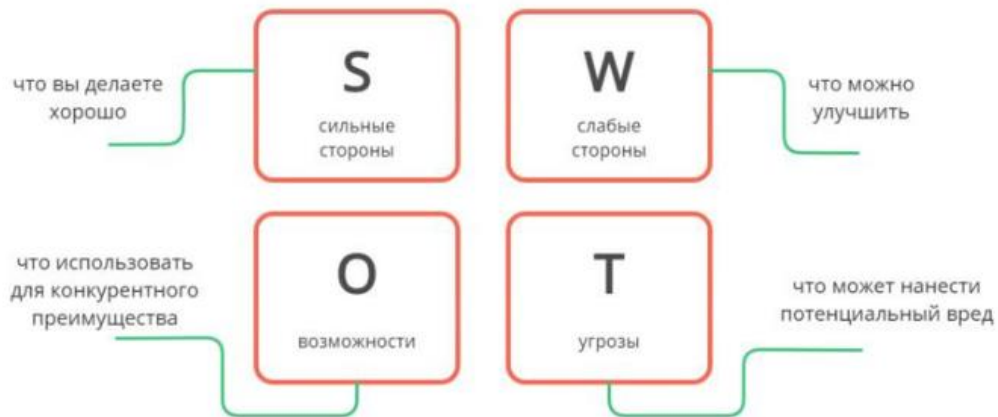 что вы делаете
хорошо
S
сильные
стороны
W
слабые
стороны
что можно
улучшить
что использовать
для конкурентного
преимущества
O
возможности
T
угрозы
что может нанести
потенциальный вред